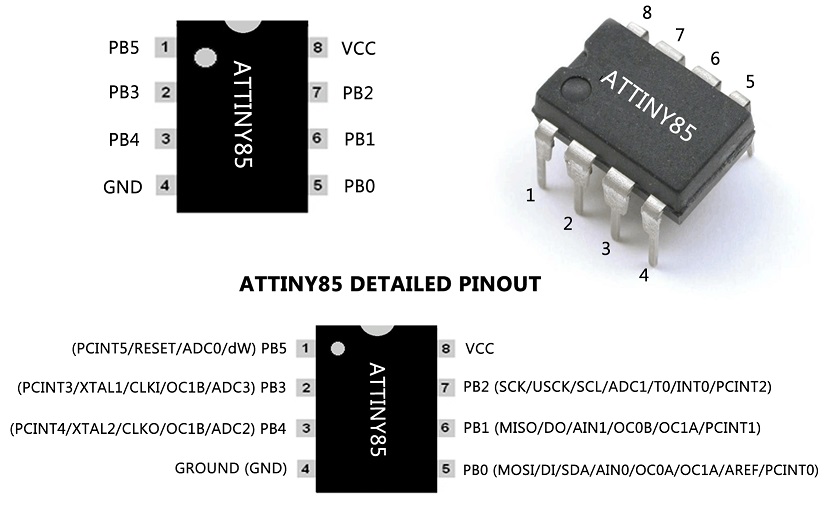 PB5 1 8 VCC
PB3 2 7 PB2
PB4 3 6 PB1
GND 4 5 PB0
ATTINY85
8
7
6
5
ATTINY85
1
2
3
4
ATTINY85 DETAILED PINOUT
(PCINT5/RESET/ADC0/dW) PB5 1 8 VCC
(PCINT3/XTAL1/CLKI/OC1B/ADC3) PB3 2 7 PB2 (SCK/USCK/SCL/ADC1/T0/INT0/PCINT2)
(PCINT4/XTAL2/CLKO/OC1B/ADC2) PB4 3 6 PB1 (MISO/DO/AIN1/OC0B/OC1A/PCINT1)
GROUND (GND) 4 5 PB0 (MOSI/DI/SDA/AIN0/OC0A/OC1A/AREF/PCINT0)
ATTINY85